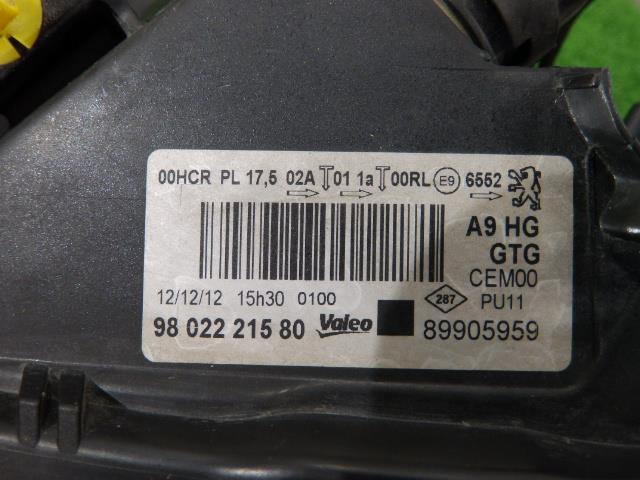 00HCR PL 17,5 02A 01 1a 00RL E9 6552
A9 HG
GTG
CEM00
12/12/12 15h30 0100 287 PU11
98 022 215 80 Valeo 89905959